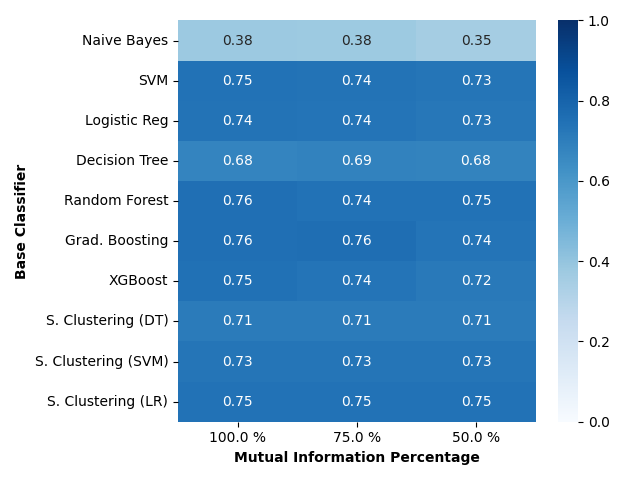 Base Classifier
Naive Bayes 0.38 0.38 0.35
SVM 0.75 0.74 0.73
Logistic Reg 0.74 0.74 0.73
Decision Tree 0.68 0.69 0.68
Random Forest 0.76 0.74 0.75
Grad. Boosting 0.76 0.76 0.74
XGBoost 0.75 0.74 0.72
S. Clustering (DT) 0.71 0.71 0.71
S. Clustering (SVM) 0.73 0.73 0.73
S. Clustering (LR) 0.75 0.75 0.75
100.0 % 75.0 % 50.0 %
Mutual Information Percentage
1.0
0.8
0.6
0.4
0.2
0.0